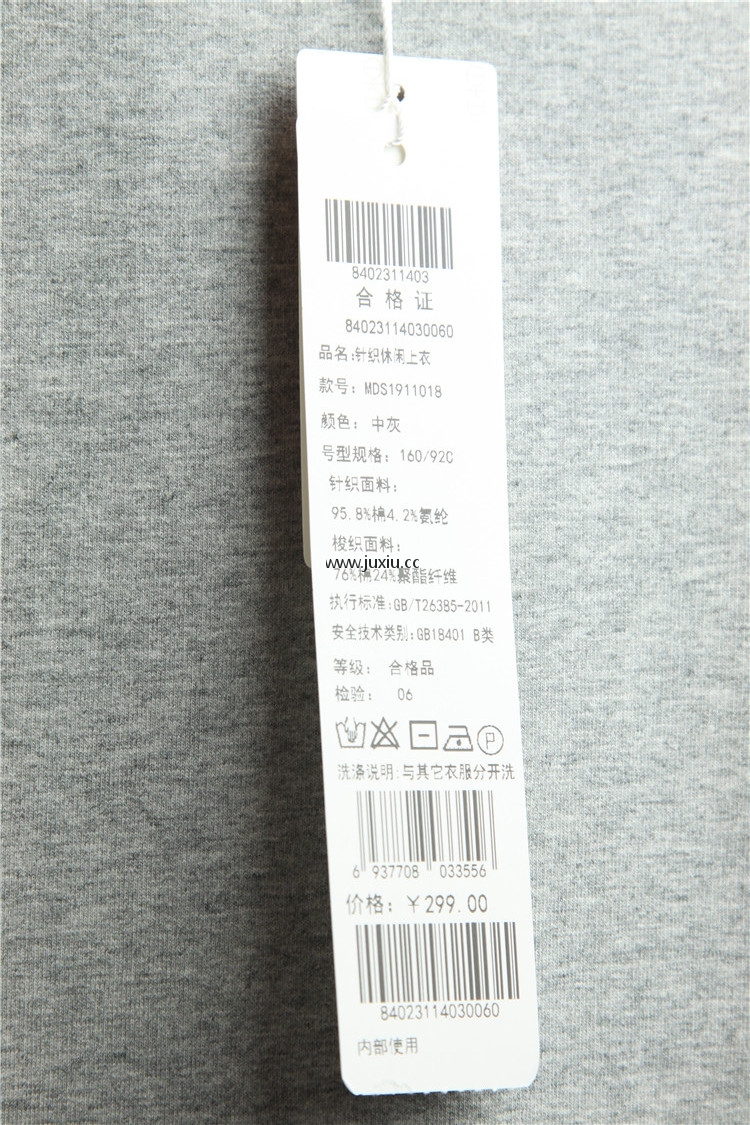 8402311403
合格证
84023114030060
品名:针织休闲上衣
款号: MDS1911018
颜色: 中灰
号型规格: 160/92C
针织面料:
95.8%棉4.2%氨纶
梭织面料:
www.juxiu.cc
76%棉24%聚酯纤维
执行标准:GB/T26385-2011
安全技术类别:GB18401 B类
等级: 合格品
检验: 06
P
洗涤说明:与其它衣服分开洗
6 937708 033556
价格: ¥299.00
84023114030060
内部使用